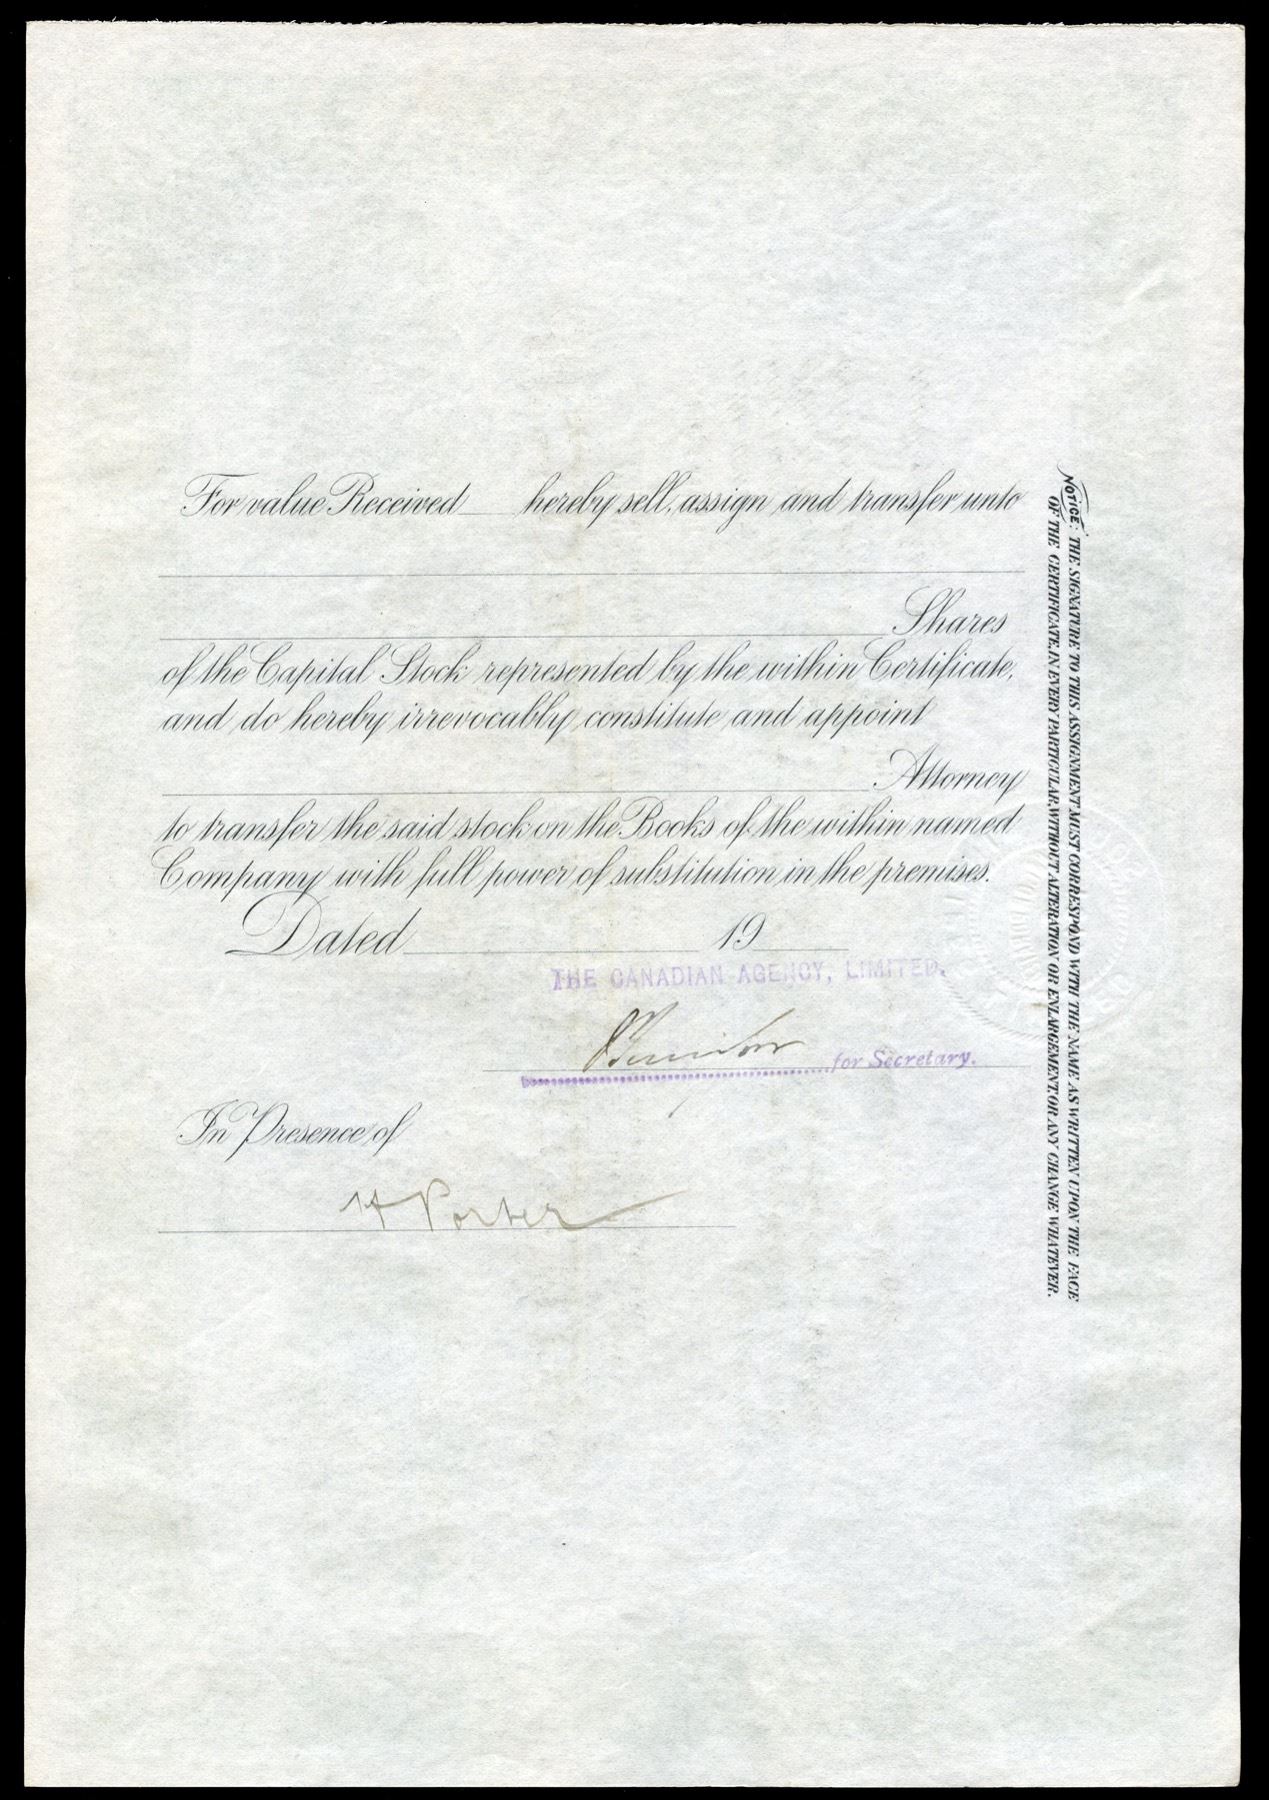 For value Received hereby sell, assign and transfer unto
Shares
of the Capital Stock represented by the within Certificate,
and do hereby irrevocably constitute and appoint
Attorney
to transfer the said stock on the Books of the within named
Company with full power of substitution in the premises.
Dated 19
THE CANADIAN AGENCY, LIMITED.
for Secretary.
In Presence of
H Porter
NOTICE: THE SIGNATURE TO THIS ASSIGNMENT MUST CORRESPOND WITH THE NAME AS WRITTEN UPON THE FACE
OF THE CERTIFICATE, IN EVERY PARTICULAR, WITHOUT ALTERATION OR ENLARGEMENT, OR ANY CHANGE WHATEVER.